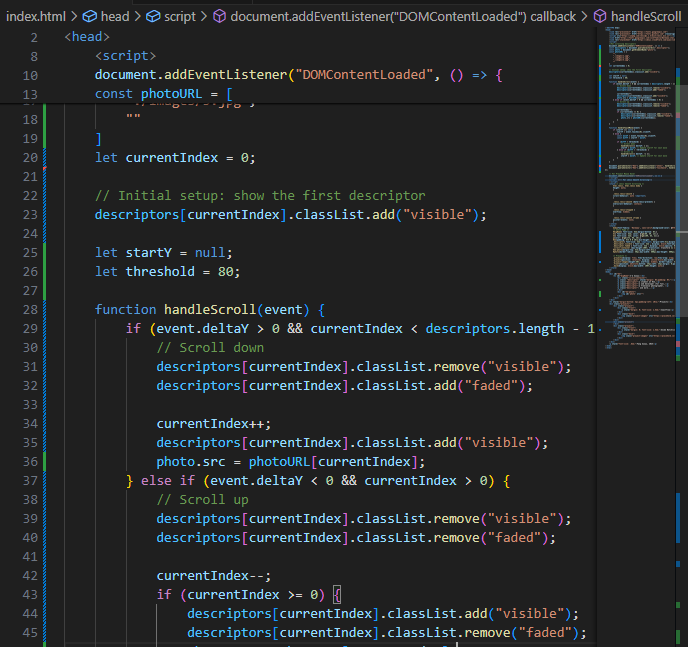 index.html > head > script > document.addEventListener("DOMContentLoaded") callback > handleScroll
2 <head>
8 <script>
10 document.addEventListener("DOMContentLoaded", () => {
13 const photoURL = [
18 ""
19 ]
20 let currentIndex = 0;
21
22 // Initial setup: show the first descriptor
23 descriptors[currentIndex].classList.add("visible");
24
25 let startY = null;
26 let threshold = 80;
27
28 function handleScroll(event) {
29 if (event.deltaY > 0 && currentIndex < descriptors.length - 1
30 // Scroll down
31 descriptors[currentIndex].classList.remove("visible");
32 descriptors[currentIndex].classList.add("faded");
33
34 currentIndex++;
35 descriptors[currentIndex].classList.add("visible");
36 photo.src = photoURL[currentIndex];
37 } else if (event.deltaY < 0 && currentIndex > 0) {
38 // Scroll up
39 descriptors[currentIndex].classList.remove("visible");
40 descriptors[currentIndex].classList.remove("faded");
41
42 currentIndex--;
43 if (currentIndex >= 0) {
44 descriptors[currentIndex].classList.add("visible");
45 descriptors[currentIndex].classList.remove("faded");